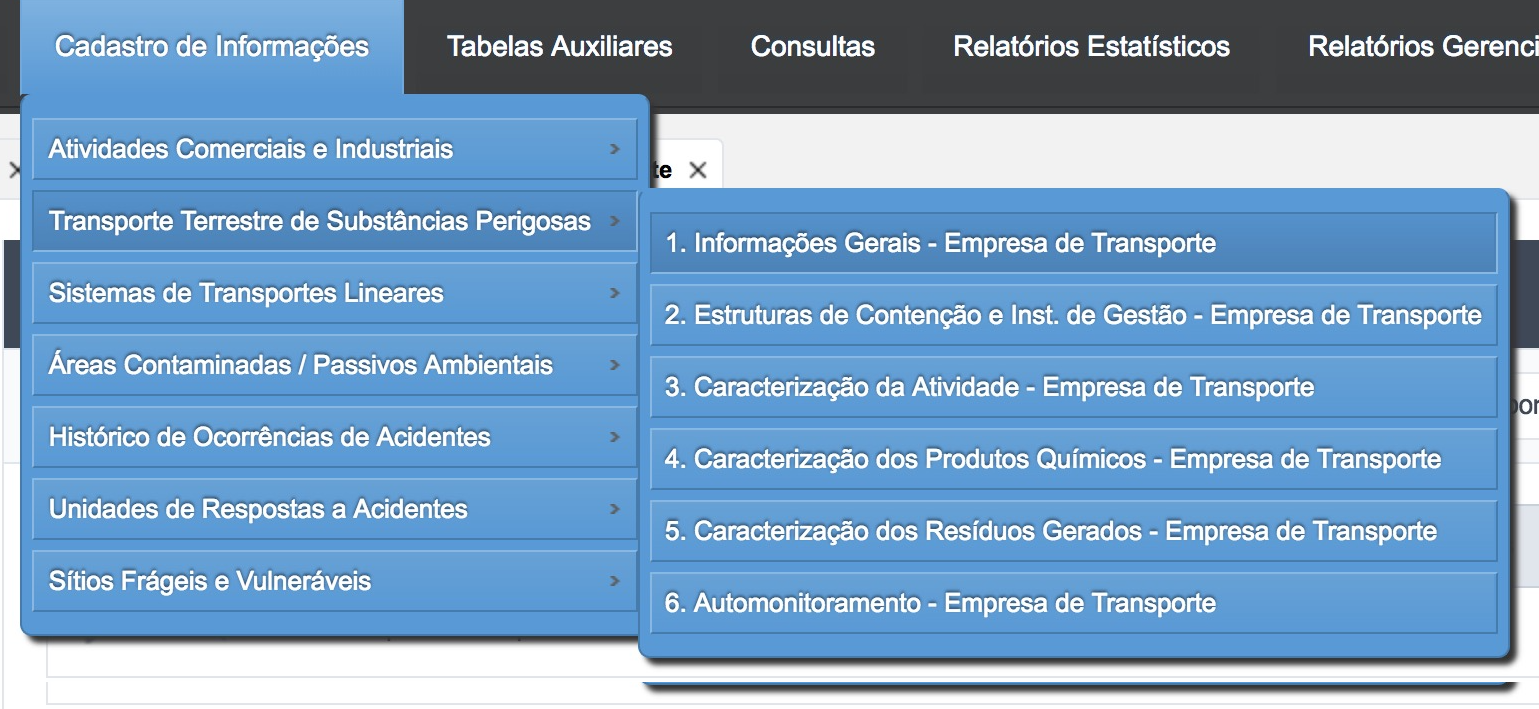 Cadastro de Informações
Tabelas Auxiliares
Consultas
Relatórios Estatísticos
Relatórios Gerenci
Atividades Comerciais e Industriais
Transporte Terrestre de Substâncias Perigosas
Sistemas de Transportes Lineares
Áreas Contaminadas / Passivos Ambientais
Histórico de Ocorrências de Acidentes
Unidades de Respostas a Acidentes
Sítios Frágeis e Vulneráveis
te
1. Informações Gerais - Empresa de Transporte
2. Estruturas de Contenção e Inst. de Gestão - Empresa de Transporte
3. Caracterização da Atividade - Empresa de Transporte
4. Caracterização dos Produtos Químicos - Empresa de Transporte
5. Caracterização dos Resíduos Gerados - Empresa de Transporte
6. Automonitoramento - Empresa de Transporte